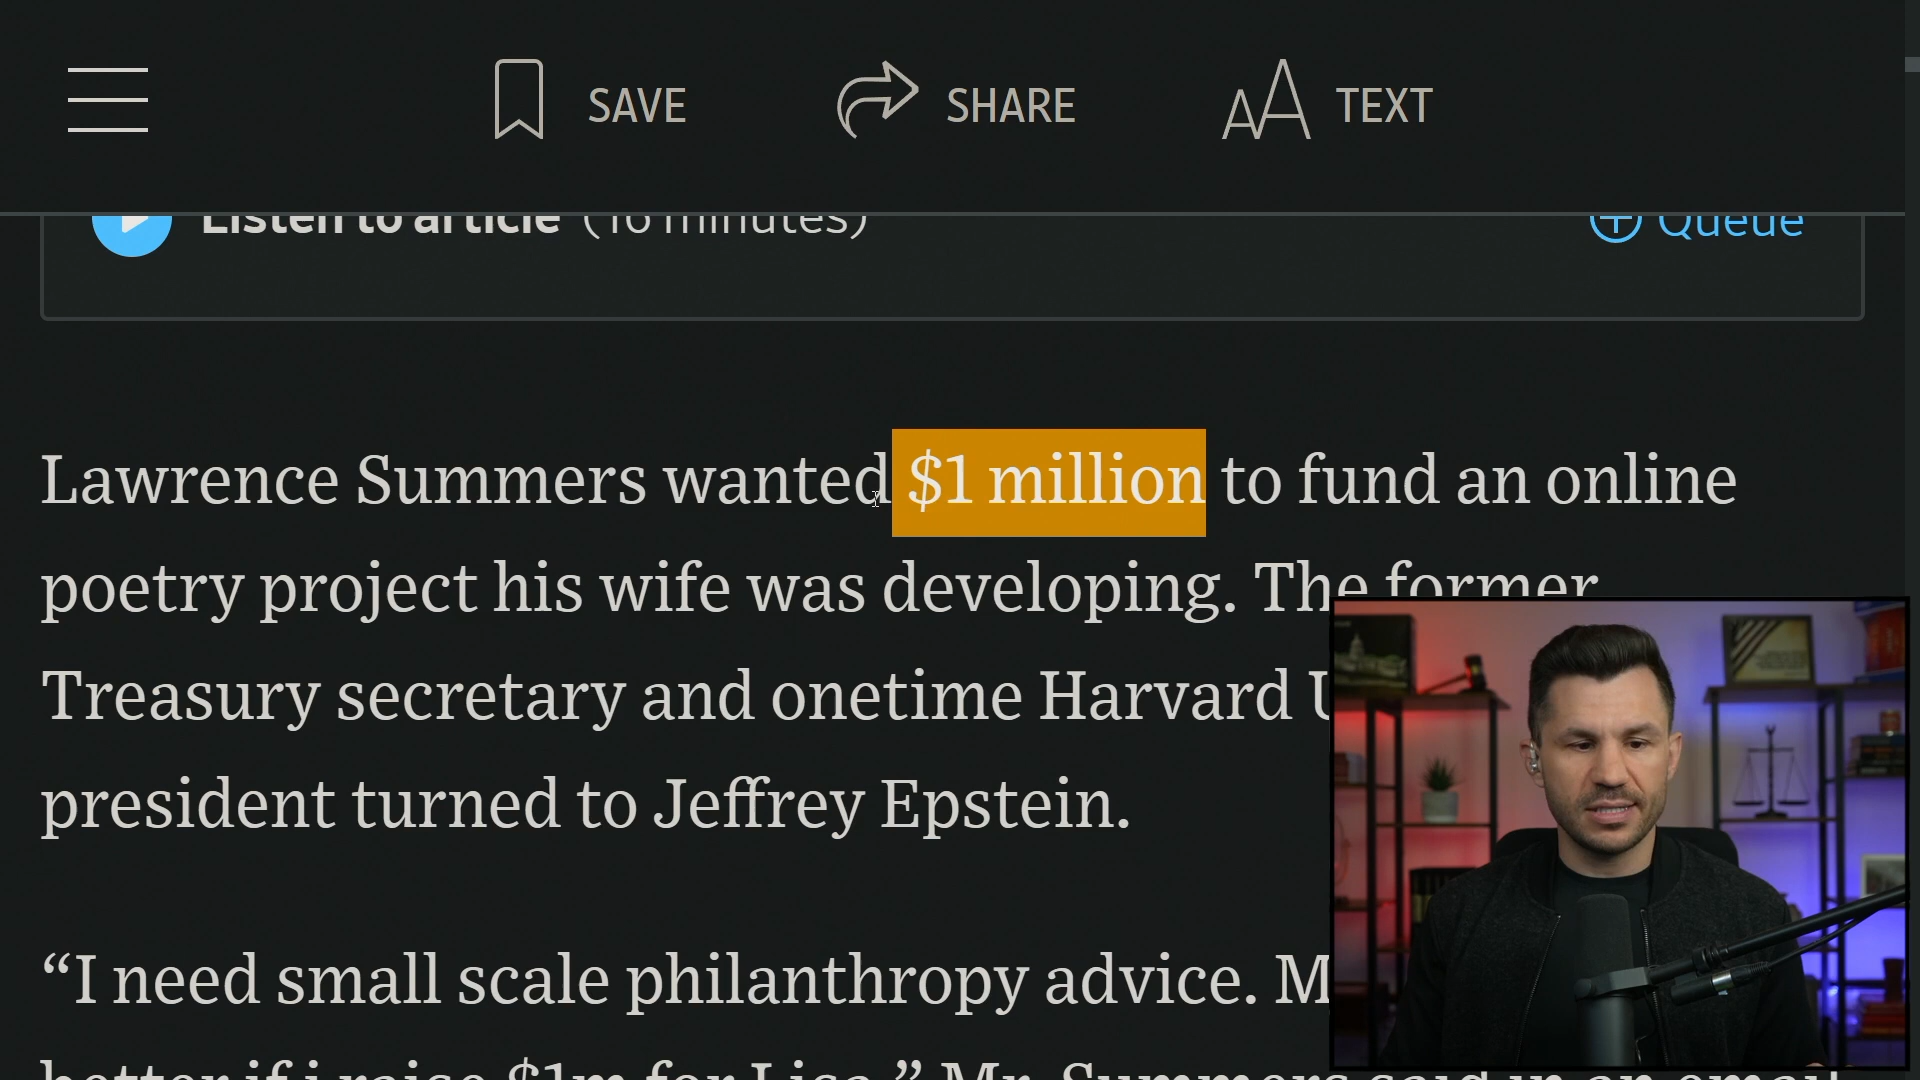 SAVE SHARE TEXT
Listen to article (16 minutes) Queue
Lawrence Summers wanted $1 million to fund an online
poetry project his wife was developing. The former
Treasury secretary and onetime Harvard U
president turned to Jeffrey Epstein.
“I need small scale philanthropy advice. M
better if i raise $1m for Lisa,” Mr. Summers said in an email